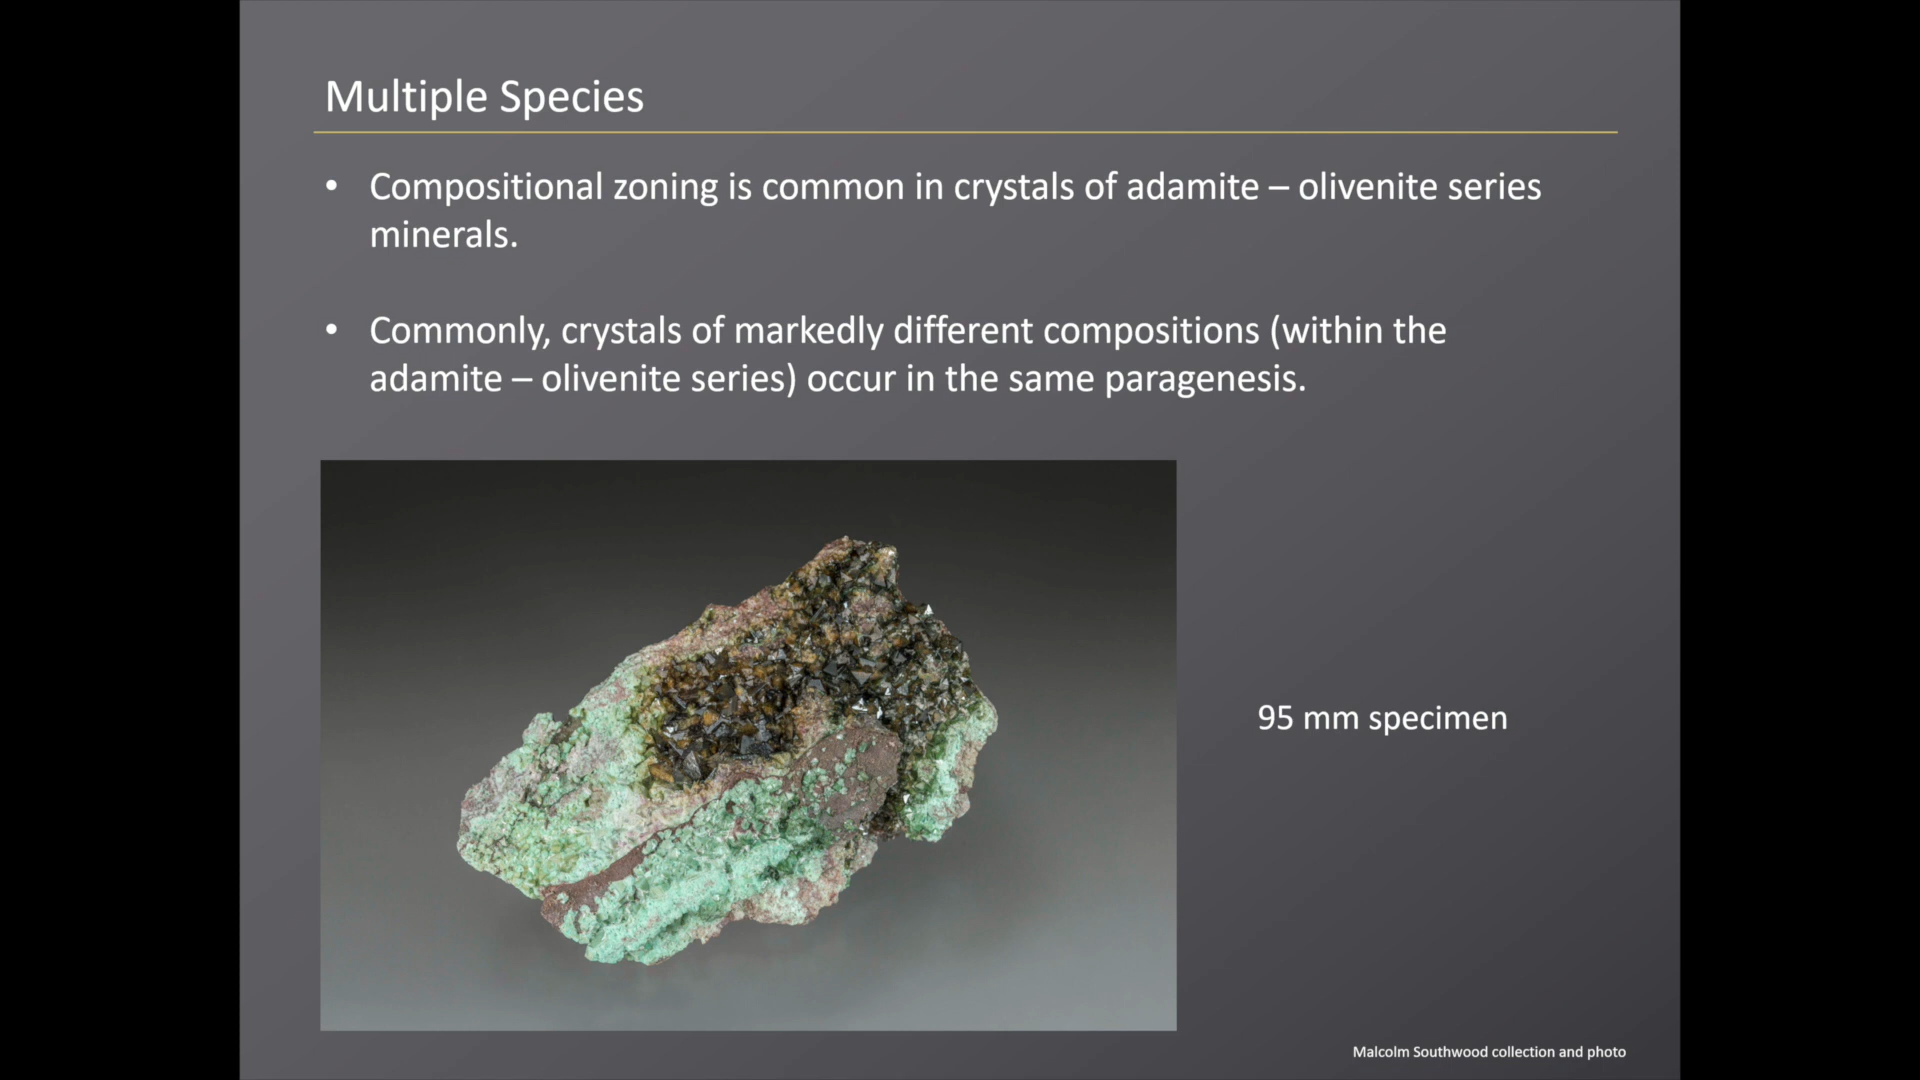 Multiple Species
• Compositional zoning is common in crystals of adamite – olivenite series
minerals.
• Commonly, crystals of markedly different compositions (within the
adamite – olivenite series) occur in the same paragenesis.
95 mm specimen
Malcolm Southwood collection and photo